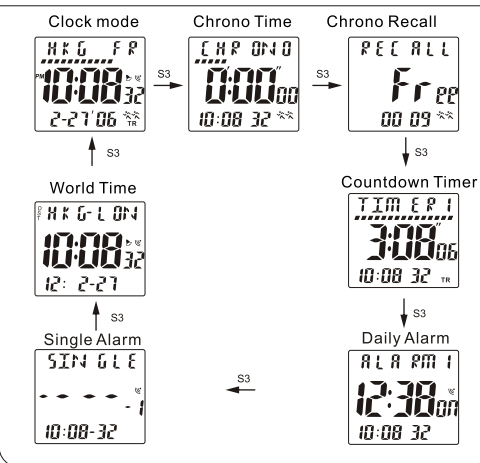 Clock mode
HKG FR
PM 10:08 32
2-27'06 TR
S3
Chrono Time
CHRONO
0'00"00
10:08 32
S3
Chrono Recall
RECALL
Free
00 09
S3
Countdown Timer
TIMER1
3:08"06
10:08 32 TR
S3
Daily Alarm
ALARM 1
12:38 on
10:08 32
S3
Single Alarm
SINGLE
- - - - -1
10:08-32
S3
World Time
DST HKG-LON
10:08 32
12: 2-27
S3